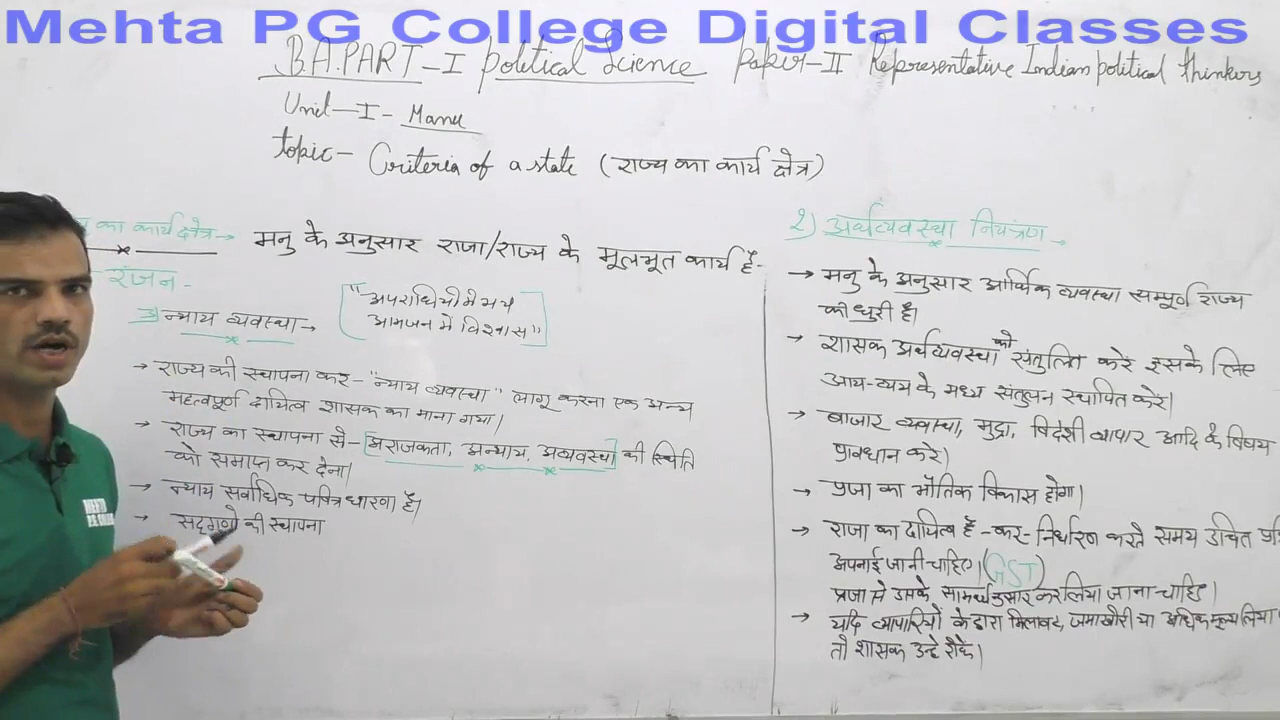 Mehta PG College Digital Classes
B.A.PART-I political Science paper-II Representative Indian political thinkers
Unit-I- Manu
topic- Criteria of a state (राज्य का कार्य क्षेत्र)
का कार्य क्षेत्र→ मनु के अनुसार राजा/राज्य के मूलभूत कार्य हैं-
रंजन-
"अपराधियो मे भय
आमजन मे विश्वास"
न्याय व्यवस्था→
→ राज्य की स्थापना कर-"न्याय व्यवस्था" लागू करना एक अन्य
महत्वपूर्ण दायित्व शासक का माना गया।
→ राज्य का स्थापना से- अराजकता, अन्याय, अव्यवस्था की स्थिति
को समाप्त कर देना।
→ न्याय सर्वाधिक पवित्र धारणा है।
→ सदगुणो की स्थापना
2) अर्थव्यवस्था नियंत्रण→
→ मनु के अनुसार आर्थिक व्यवस्था सम्पूर्ण राज्य
की धुरी है।
→ शासक अर्थव्यवस्था को संतुलित करे इसके लिए
आय-व्यय के मध्य संतुलन स्थापित करें।
→ बाजार व्यवस्था, मुद्रा, विदेशी व्यापार आदि के विषय
प्रावधान करे।
→ प्रजा का भौतिक विकास होगा।
→ राजा का दायित्व है -कर-निर्धारण करते समय उचित
अपनाई जानी चाहिए। (GST)
प्रजा से उसके सामर्थ्यनुसार कर लिया जाना चाहिए।
→ यदि व्यापारियों के द्वारा मिलावट, जमाखोरी या अधिक मूल्य लिया
तो शासक उन्हे रोके।
MEHTA